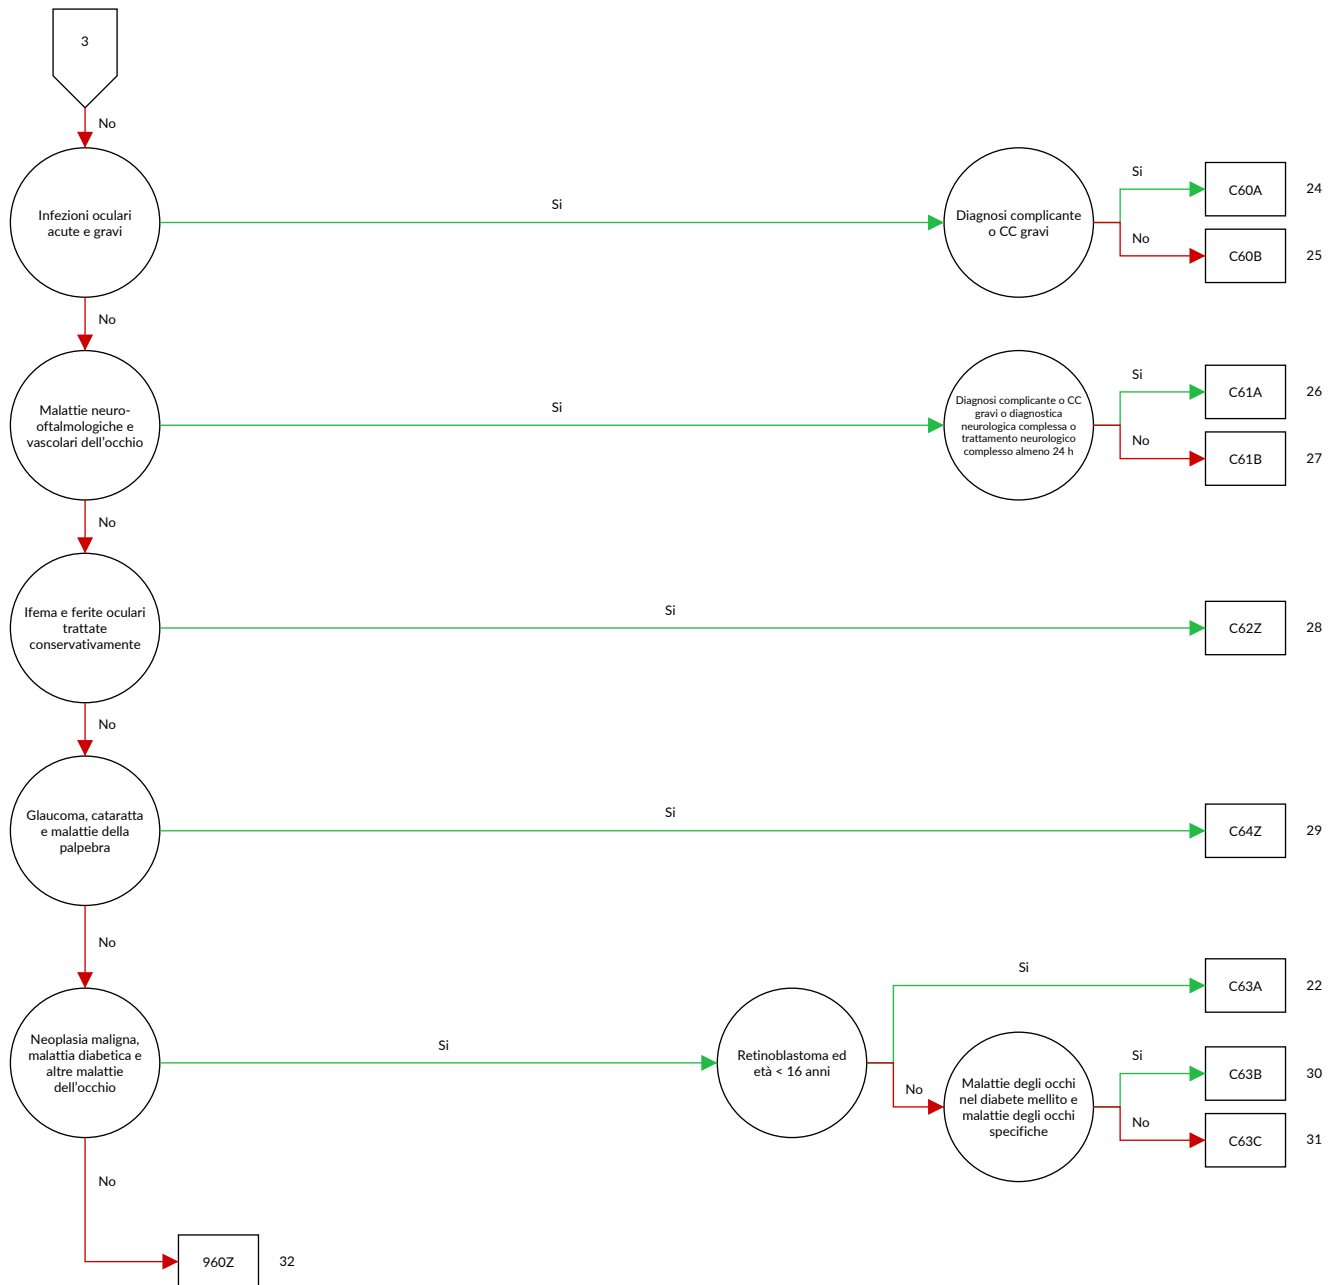 3
No
Infezioni oculari
acute e gravi
Si
Diagnosi complicante
o CC gravi
Si
C60A
24
No
C60B
25
No
Malattie neuro-
oftalmologiche e
vascolari dell'occhio
Si
Diagnosi complicante o CC
gravi o diagnostica
neurologica complessa o
trattamento neurologico
complesso almeno 24 h
Si
C61A
26
No
C61B
27
No
Ifema e ferite oculari
trattate
conservativamente
Si
C62Z
28
No
Glaucoma, cataratta
e malattie della
palpebra
Si
C64Z
29
No
Neoplasia maligna,
malattia diabetica e
altre malattie
dell'occhio
Si
Retinoblastoma ed
età < 16 anni
Si
C63A
22
No
Malattie degli occhi
nel diabete mellito e
malattie degli occhi
specifiche
Si
C63B
30
No
C63C
31
No
960Z
32